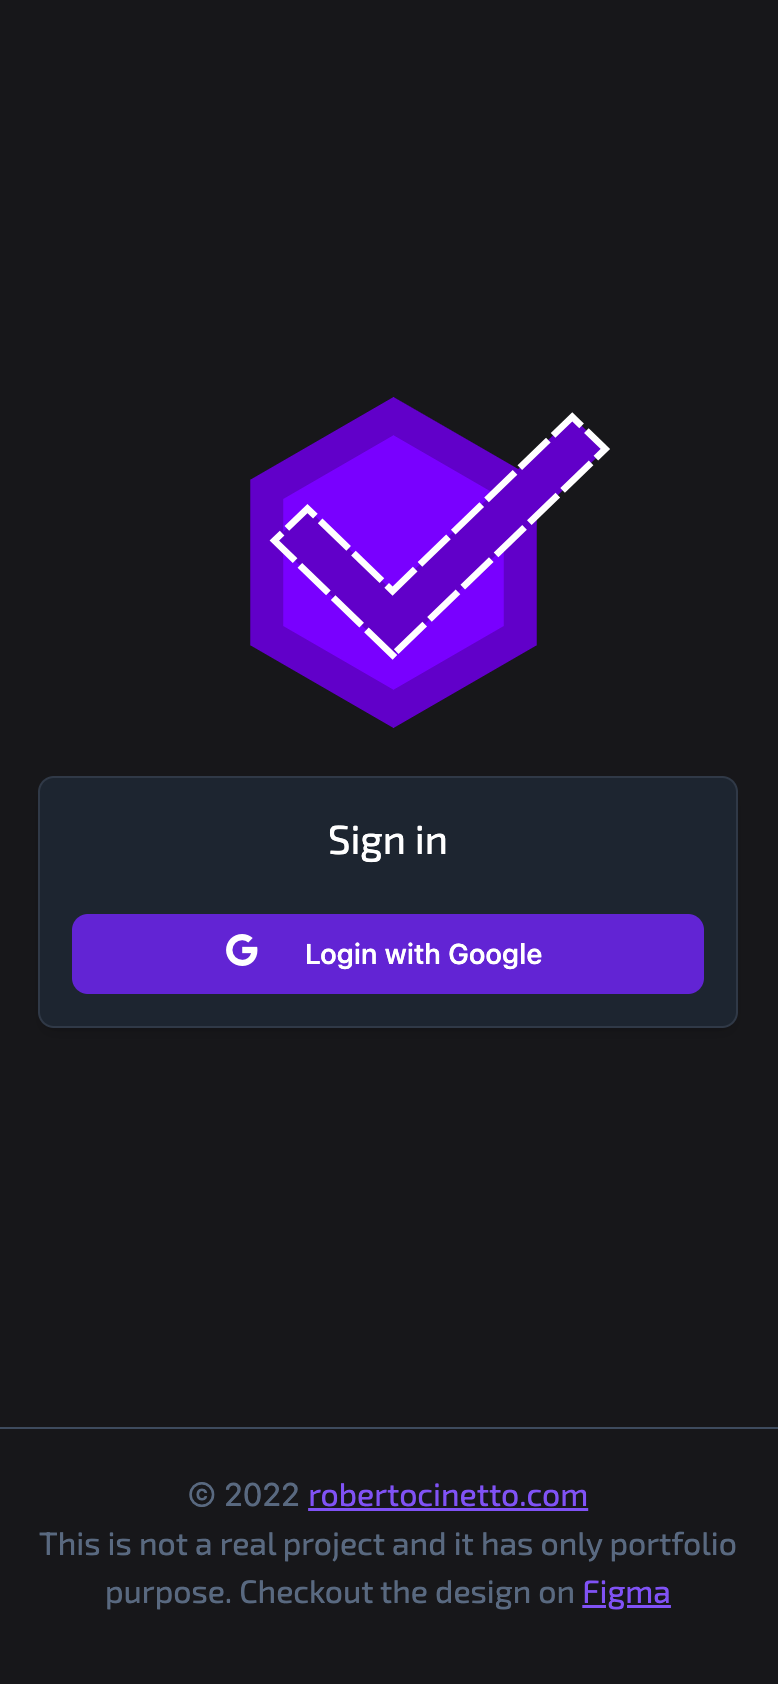 Sign in
Login with Google
© 2022 robertocinetto.com
This is not a real project and it has only portfolio
purpose. Checkout the design on Figma